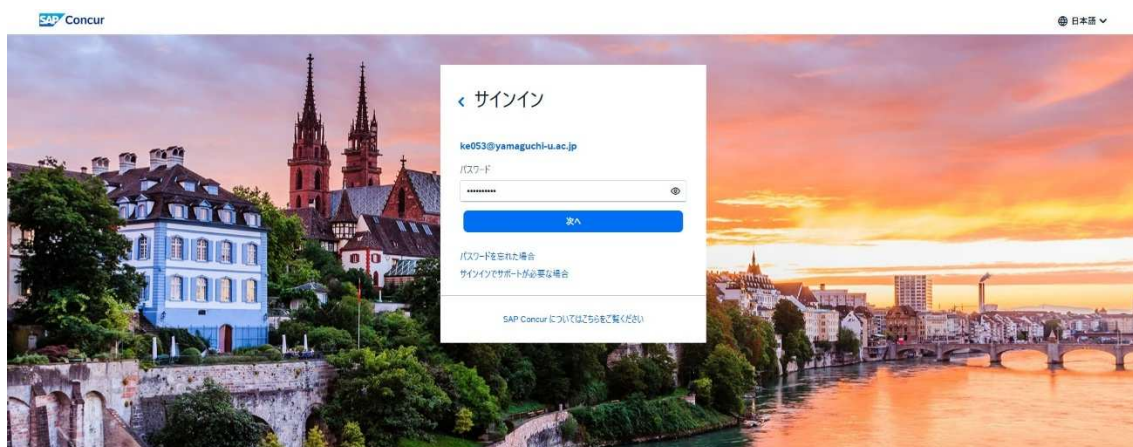 SAP Concur
日本語
サインイン
ke053@yamaguchi-u.ac.jp
パスワード
••••••••••
次へ
パスワードを忘れた場合
サインインでサポートが必要な場合
SAP Concur についてはこちらをご覧ください